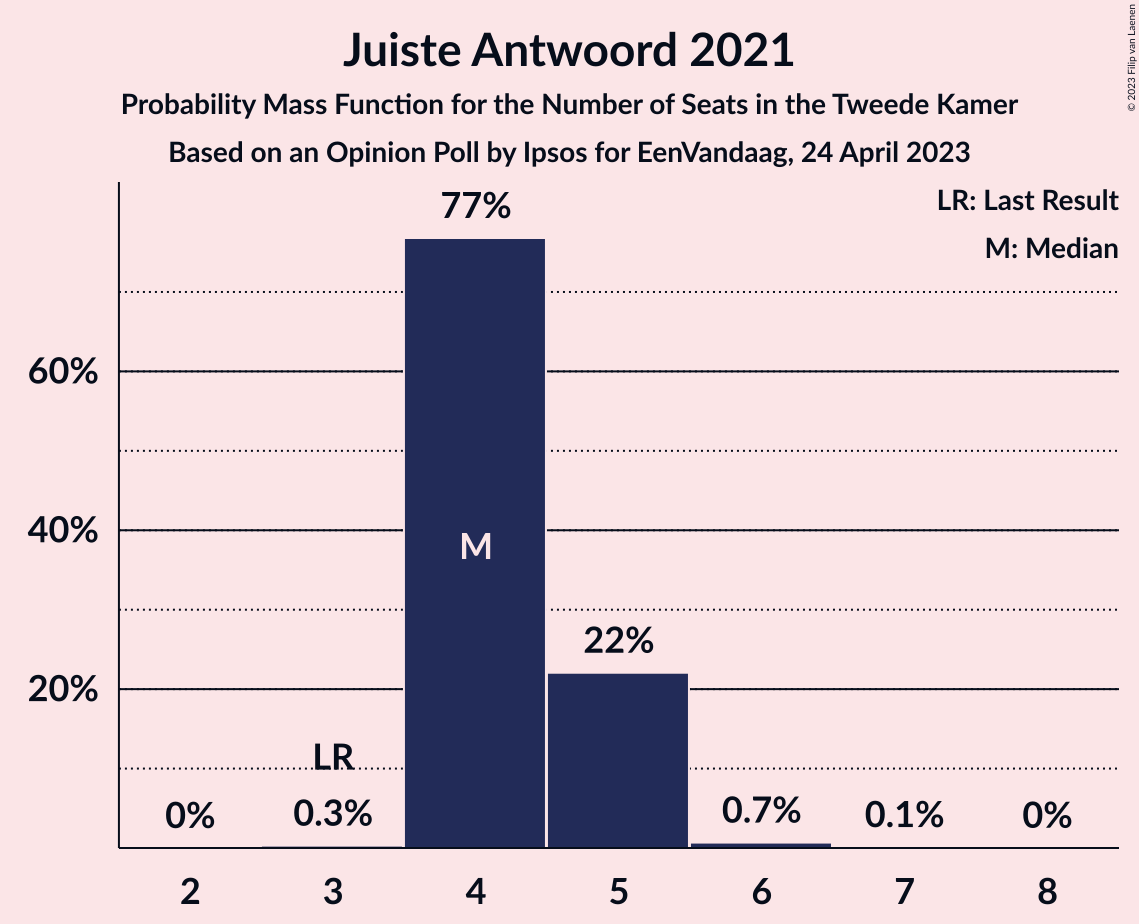 Juiste Antwoord 2021
Probability Mass Function for the Number of Seats in the Tweede Kamer
Based on an Opinion Poll by Ipsos for EenVandaag, 24 April 2023
© 2023 Filip van Laenen
LR: Last Result
M: Median
77%
60%
40%
M
22%
20%
LR
0%
0.3%
0.7%
0.1%
0%
2 3 4 5 6 7 8